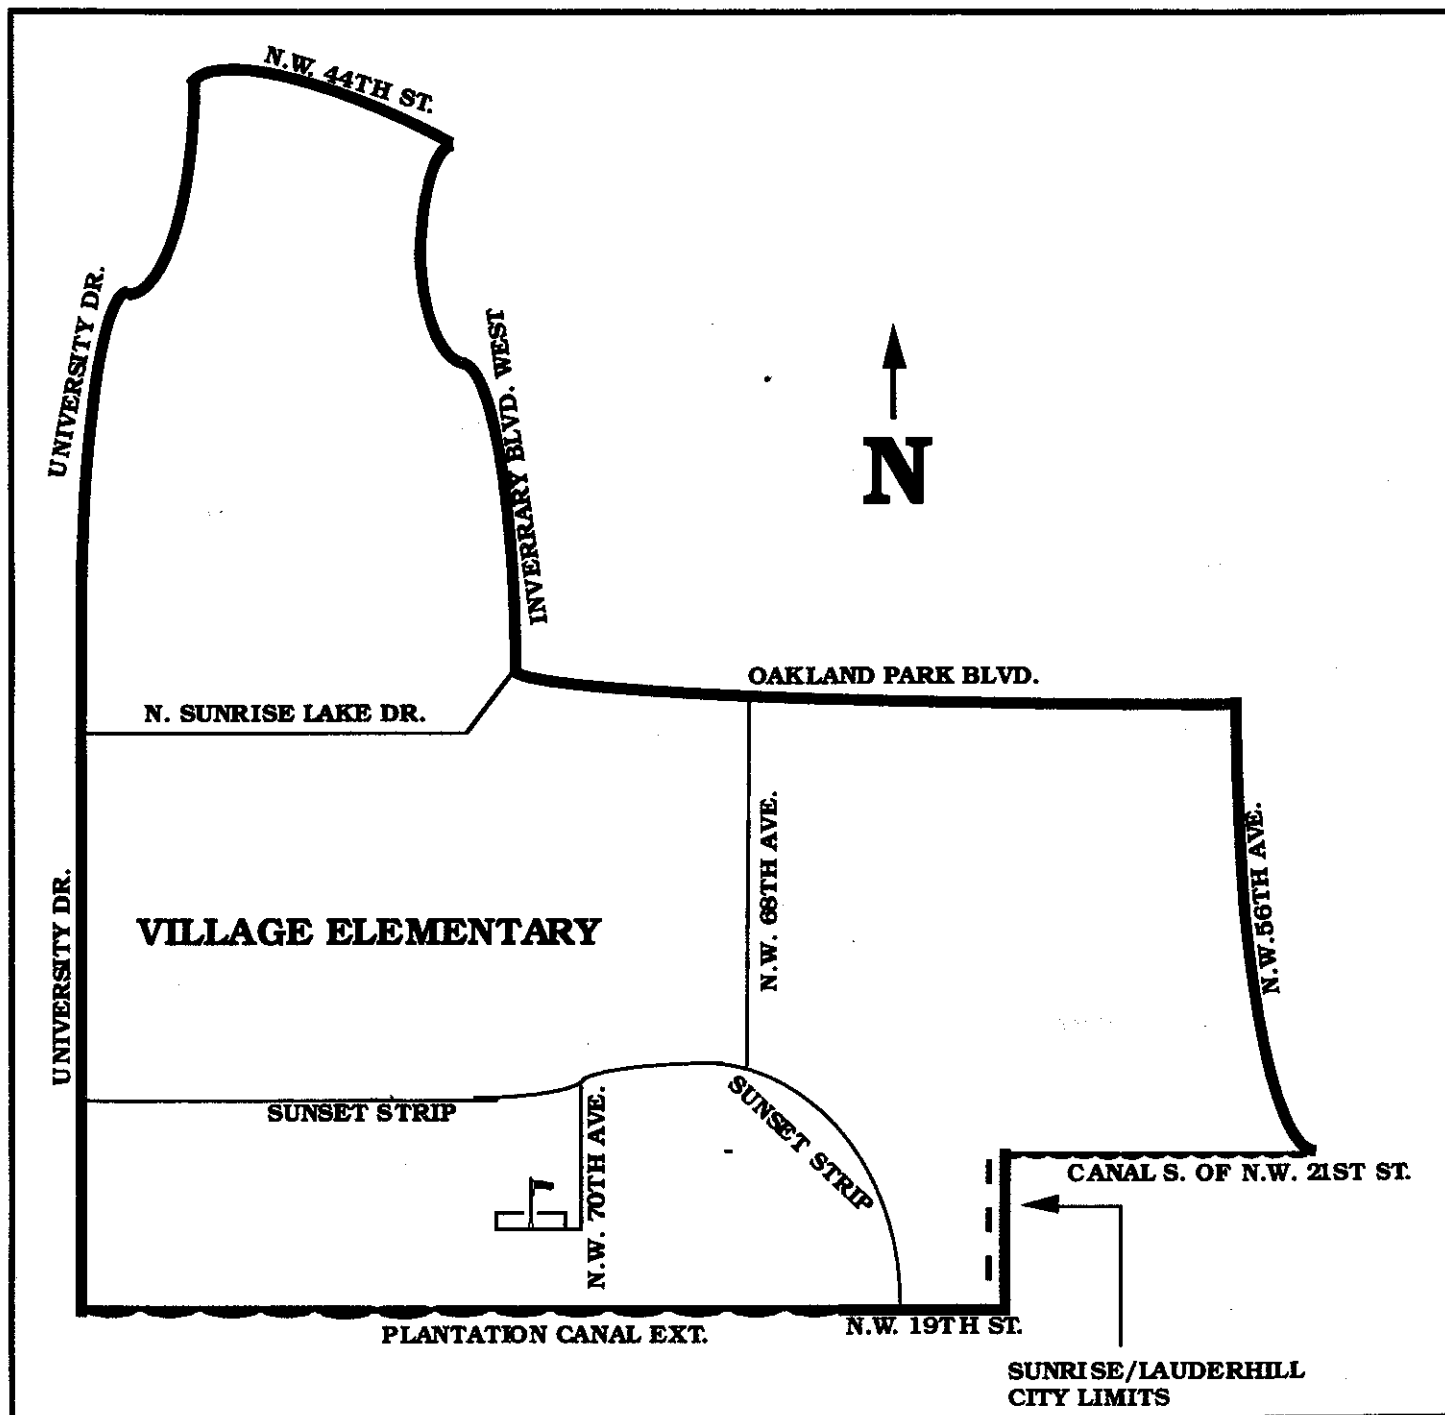 N.W. 44TH ST.
UNIVERSITY DR.
INVERRARY BLVD. WEST
N
OAKLAND PARK BLVD.
N. SUNRISE LAKE DR.
N.W. 68TH AVE.
N.W.56TH AVE.
UNIVERSITY DR.
VILLAGE ELEMENTARY
SUNSET STRIP
SUNSET STRIP
N.W. 70TH AVE.
CANAL S. OF N.W. 21ST ST.
PLANTATION CANAL EXT.
N.W. 19TH ST.
SUNRISE/LAUDERHILL
CITY LIMITS